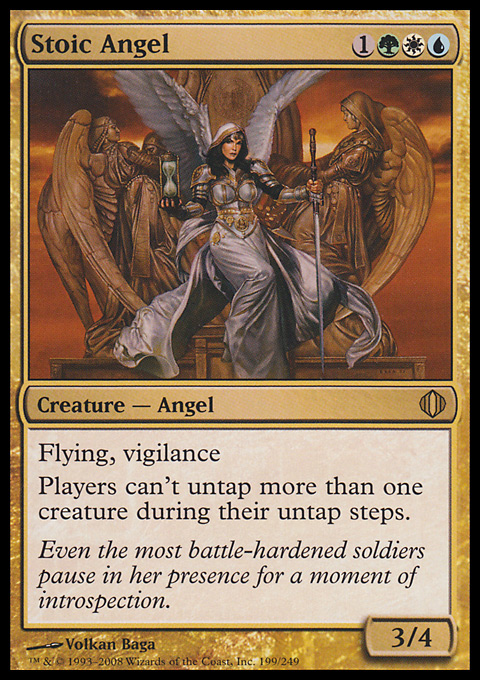 Stoic Angel 1
Creature — Angel
Flying, vigilance
Players can't untap more than one
creature during their untap steps.
Even the most battle-hardened soldiers
pause in her presence for a moment of
introspection.
Volkan Baga
3/4
™ & © 1993–2008 Wizards of the Coast, Inc. 199/249